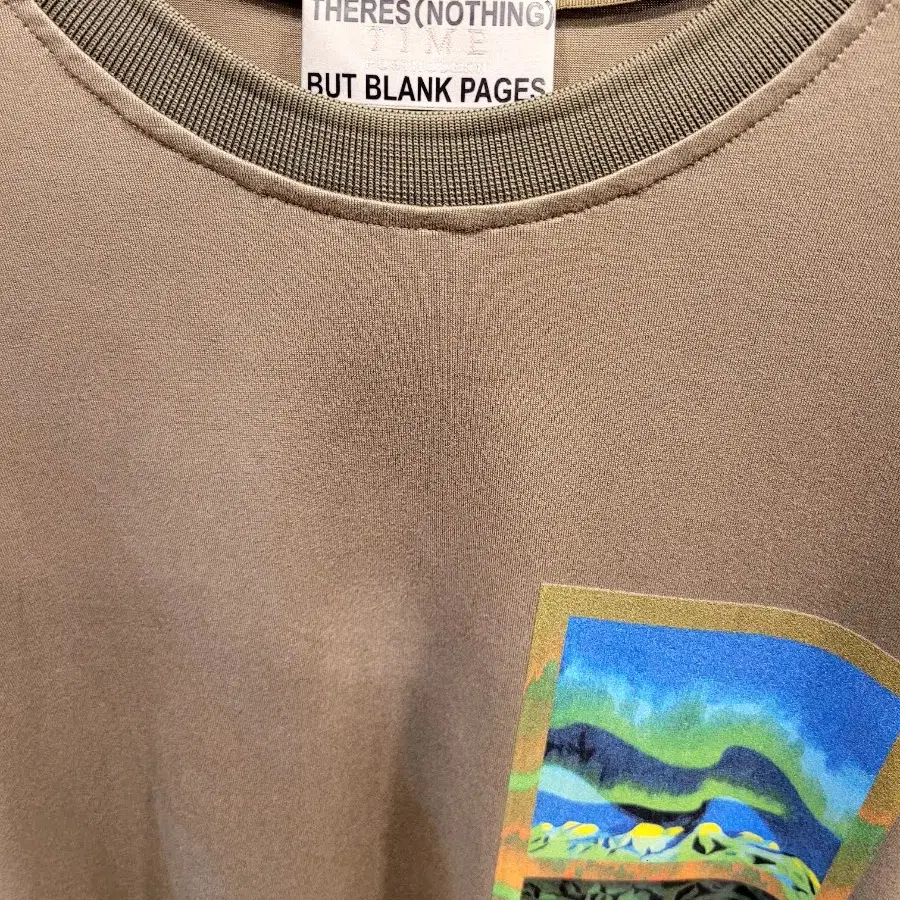 THERES(NOTHING)
TIME
BUT BLANK PAGES